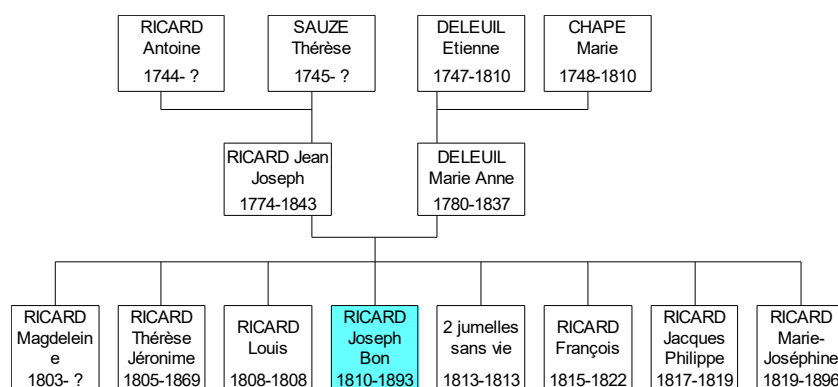 RICARD
Antoine
1744- ?
SAUZE
Thérèse
1745- ?
DELEUIL
Etienne
1747-1810
CHAPE
Marie
1748-1810
RICARD Jean
Joseph
1774-1843
DELEUIL
Marie Anne
1780-1837
RICARD
Magdelein
e
1803- ?
RICARD
Thérèse
Jéronime
1805-1869
RICARD
Louis
1808-1808
RICARD
Joseph
Bon
1810-1893
2 jumelles
sans vie
1813-1813
RICARD
François
1815-1822
RICARD
Jacques
Philippe
1817-1819
RICARD
Marie-
Joséphine
1819-1896